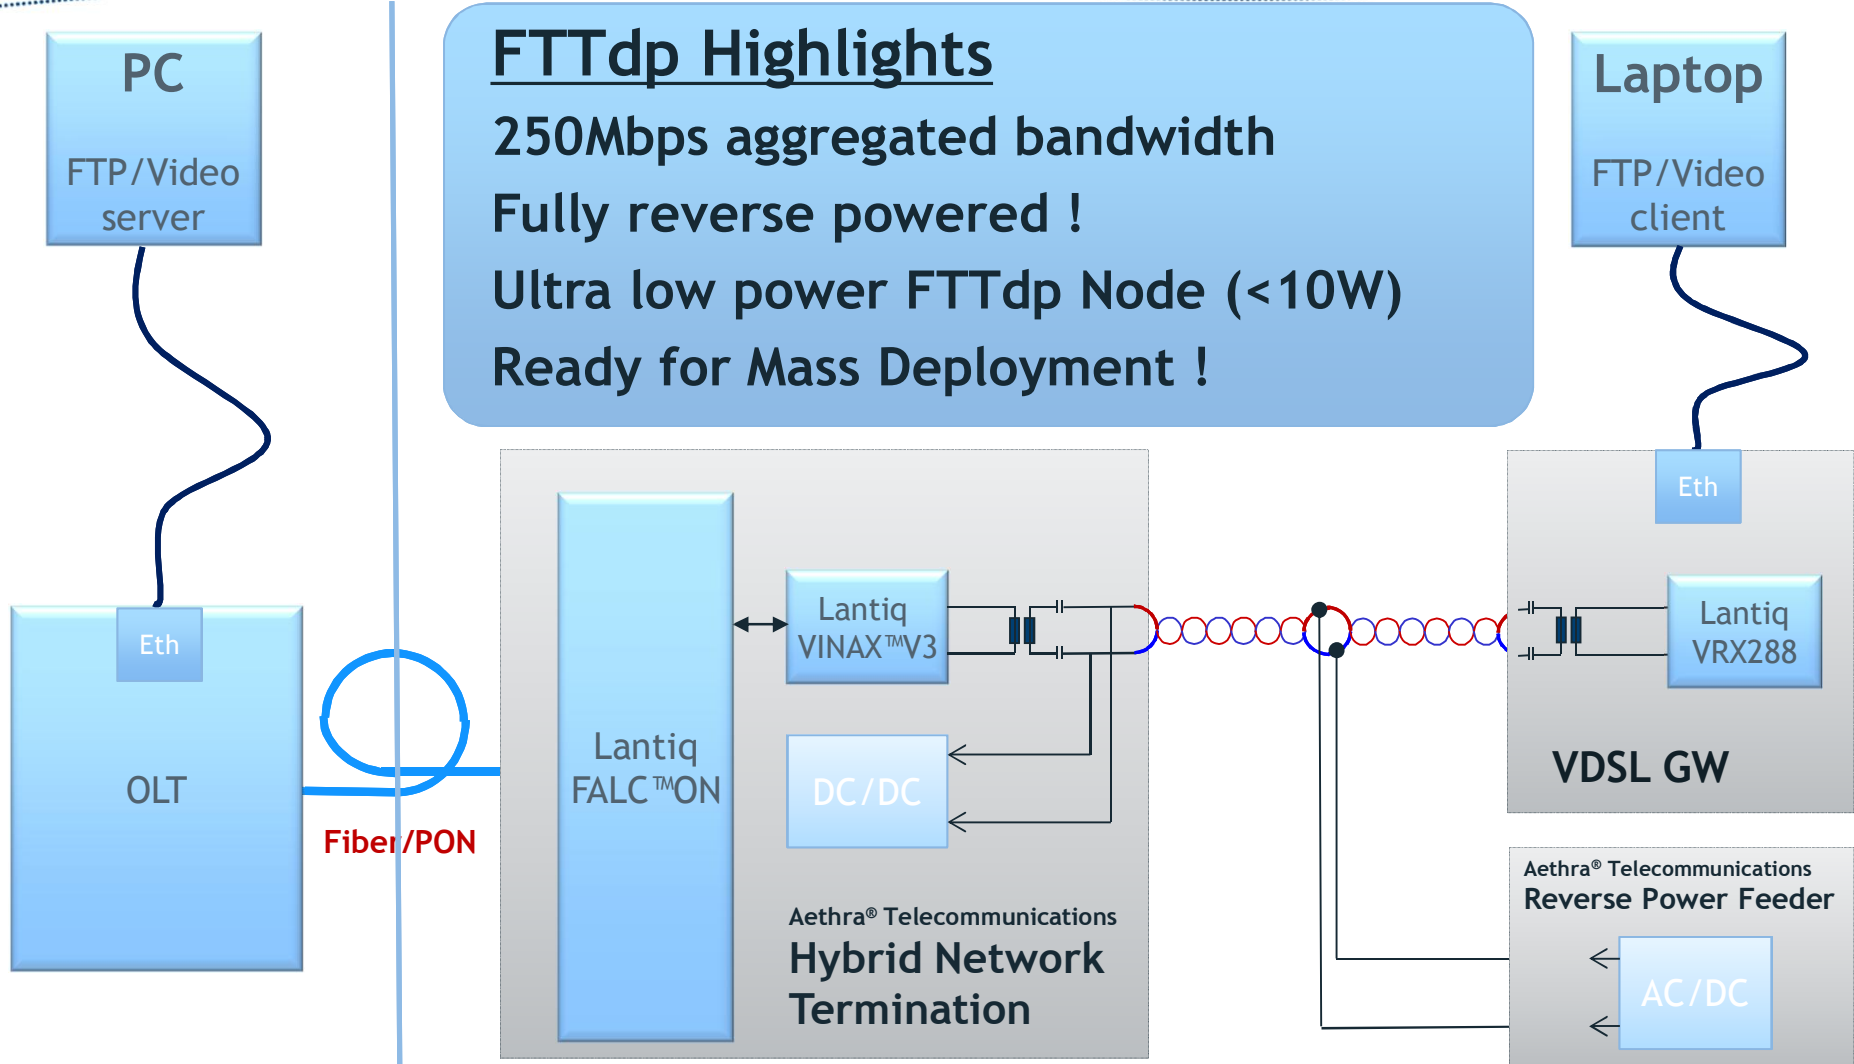 PC
FTP/Video
server
FTTdp Highlights
250Mbps aggregated bandwidth
Fully reverse powered !
Ultra low power FTTdp Node (<10W)
Ready for Mass Deployment !
Laptop
FTP/Video
client
Eth
OLT
Fiber/PON
Lantiq
FALC™ON
Lantiq
VINAX™V3
DC/DC
Aethra® Telecommunications
Hybrid Network
Termination
Eth
Lantiq
VRX288
VDSL GW
Aethra® Telecommunications
Reverse Power Feeder
AC/DC